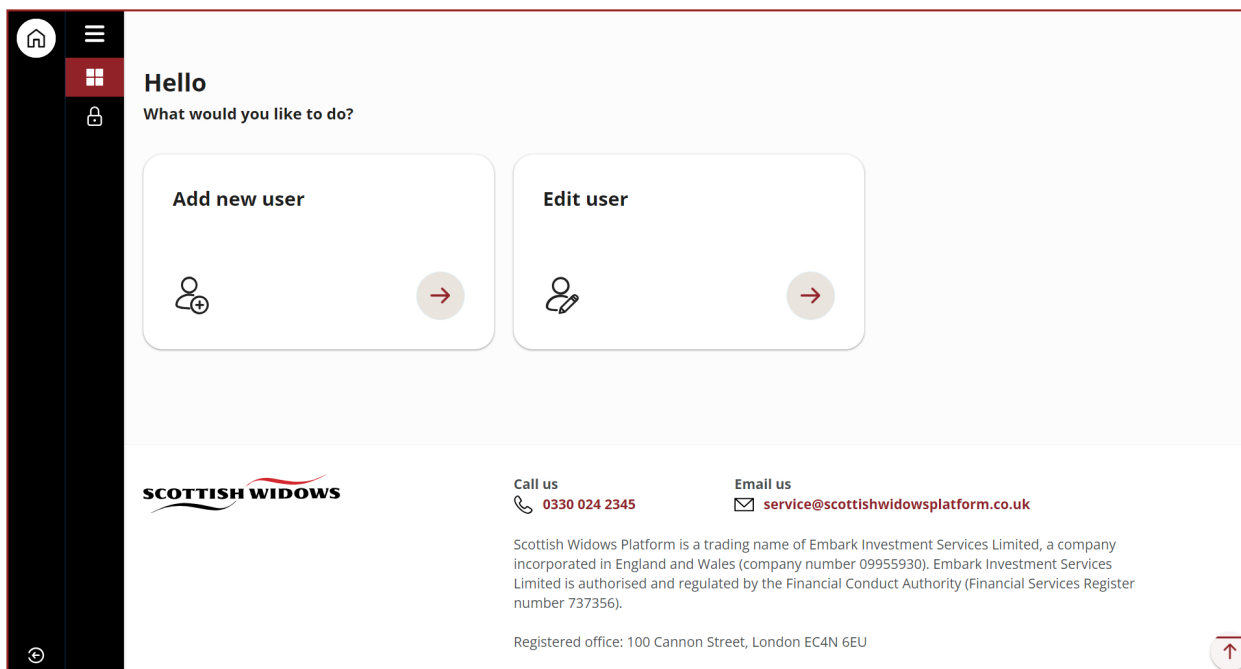 Hello
What would you like to do?
Add new user
Edit user
SCOTTISH WIDOWS
Call us
0330 024 2345
Email us
service@scottishwidowsplatform.co.uk
Scottish Widows Platform is a trading name of Embark Investment Services Limited, a company
incorporated in England and Wales (company number 09955930). Embark Investment Services
Limited is authorised and regulated by the Financial Conduct Authority (Financial Services Register
number 737356).
Registered office: 100 Cannon Street, London EC4N 6EU